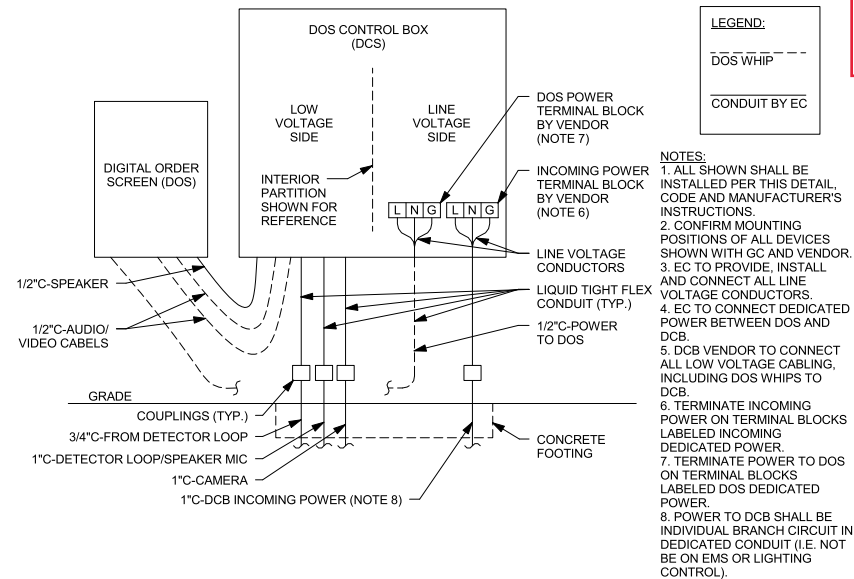 DOS CONTROL BOX
(DCS)
LOW
VOLTAGE
SIDE
LINE
VOLTAGE
SIDE
DIGITAL ORDER
SCREEN (DOS)
INTERIOR
PARTITION
SHOWN FOR
REFERENCE
L N G
L N G
DOS POWER
TERMINAL BLOCK
BY VENDOR
(NOTE 7)
INCOMING POWER
TERMINAL BLOCK
BY VENDOR
(NOTE 6)
LINE VOLTAGE
CONDUCTORS
LIQUID TIGHT FLEX
CONDUIT (TYP.)
1/2"C-POWER
TO DOS
1/2"C-SPEAKER
1/2"C-AUDIO/
VIDEO CABELS
GRADE
COUPLINGS (TYP.)
3/4"C-FROM DETECTOR LOOP
1"C-DETECTOR LOOP/SPEAKER MIC
1"C-CAMERA
1"C-DCB INCOMING POWER (NOTE 8)
CONCRETE
FOOTING
LEGEND:
DOS WHIP
CONDUIT BY EC
NOTES:
1. ALL SHOWN SHALL BE
INSTALLED PER THIS DETAIL,
CODE AND MANUFACTURER'S
INSTRUCTIONS.
2. CONFIRM MOUNTING
POSITIONS OF ALL DEVICES
SHOWN WITH GC AND VENDOR.
3. EC TO PROVIDE, INSTALL
AND CONNECT ALL LINE
VOLTAGE CONDUCTORS.
4. EC TO CONNECT DEDICATED
POWER BETWEEN DOS AND
DCB.
5. DCB VENDOR TO CONNECT
ALL LOW VOLTAGE CABLING,
INCLUDING DOS WHIPS TO
DCB.
6. TERMINATE INCOMING
POWER ON TERMINAL BLOCKS
LABELED INCOMING
DEDICATED POWER.
7. TERMINATE POWER TO DOS
ON TERMINAL BLOCKS
LABELED DOS DEDICATED
POWER.
8. POWER TO DCB SHALL BE
INDIVIDUAL BRANCH CIRCUIT IN
DEDICATED CONDUIT (I.E. NOT
BE ON EMS OR LIGHTING
CONTROL).